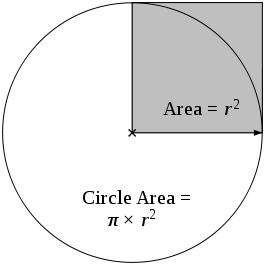 Area = r²
Circle Area =
π × r²